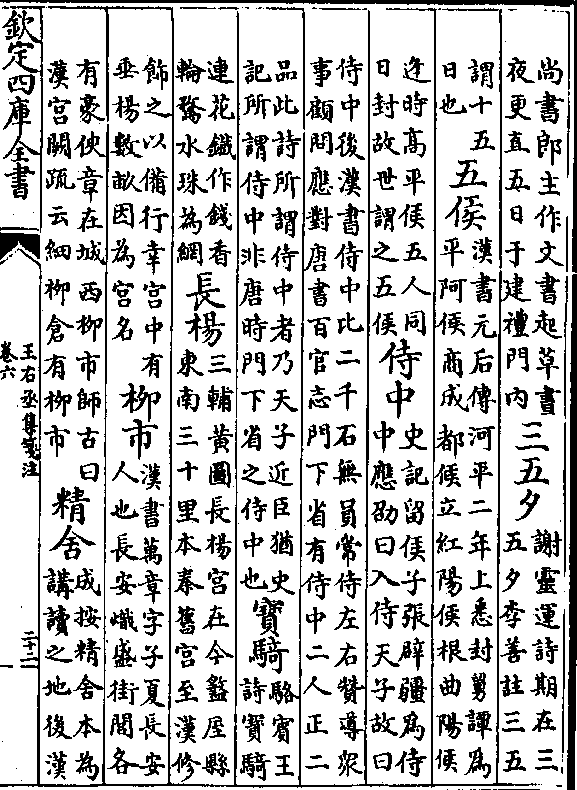 尚書郎主作文書起草書
夜更直五日于建禮門内
三五夕
謝靈運詩期在三
五夕李善註三五
謂十五
日也
五侯
漢書元后傳河平二年上悉封舅譚為
平阿侯商成都侯立紅陽侯根曲陽侯
逢時高平侯五人同
日封故世謂之五侯
侍中
史記留侯子張辟疆為侍
中應劭曰入侍天子故曰
侍中後漢書侍中比二千石無員常侍左右贊導衆
事顧問應對唐書百官志門下省有侍中二人正二
品此詩所謂侍中者乃天子近臣猶史
記所謂侍中非唐時門下省之侍中也
寶騎
駱賓王
詩寶騎
連花鐵作錢香
輪騖水珠為網
長楊
三輔黄圖長楊宮在今盩厔縣
東南三十里本秦舊宮至漢修
飾之以備行幸宮中有
垂楊數畝因為宮名
柳市
漢書萬章字子夏長安
人也長安熾盛街閭各
有豪俠章在城西柳市師古曰
漢宮闕疏云細柳倉有柳市
精舍
成按精舍本為
講讀之地後漢
欽定四庫全書
王右丞集箋注
卷六
二十二